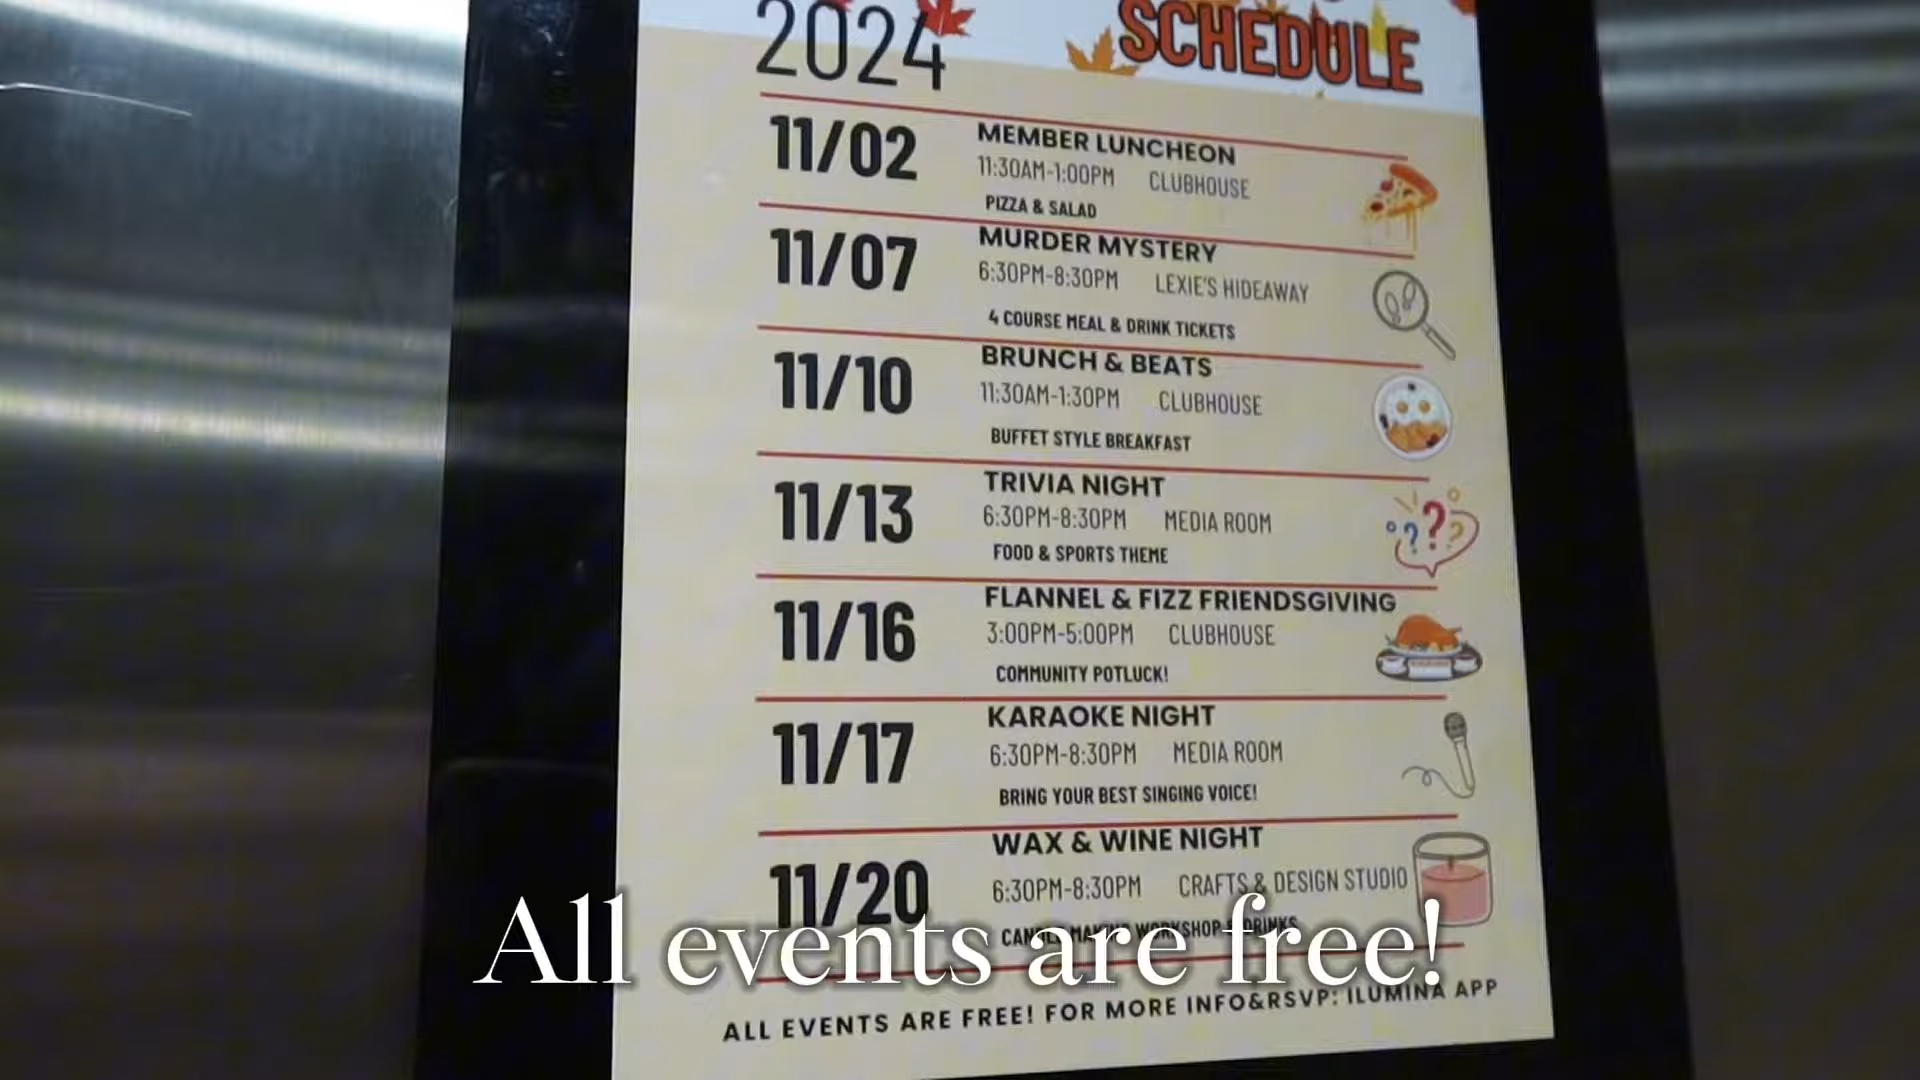 2024
SCHEDULE
11/02
MEMBER LUNCHEON
11:30AM-1:00PM CLUBHOUSE
PIZZA & SALAD
11/07
MURDER MYSTERY
6:30PM-8:30PM LEXIE'S HIDEAWAY
4 COURSE MEAL & DRINK TICKETS
11/10
BRUNCH & BEATS
11:30AM-1:30PM CLUBHOUSE
BUFFET STYLE BREAKFAST
11/13
TRIVIA NIGHT
6:30PM-8:30PM MEDIA ROOM
FOOD & SPORTS THEME
11/16
FLANNEL & FIZZ FRIENDSGIVING
3:00PM-5:00PM CLUBHOUSE
COMMUNITY POTLUCK!
11/17
KARAOKE NIGHT
6:30PM-8:30PM MEDIA ROOM
BRING YOUR BEST SINGING VOICE!
11/20
WAX & WINE NIGHT
6:30PM-8:30PM CRAFTS & DESIGN STUDIO
CANDLE MAKING WORKSHOP & DRINKS
All events are free!
ALL EVENTS ARE FREE! FOR MORE INFO&RSVP: ILUMINA APP